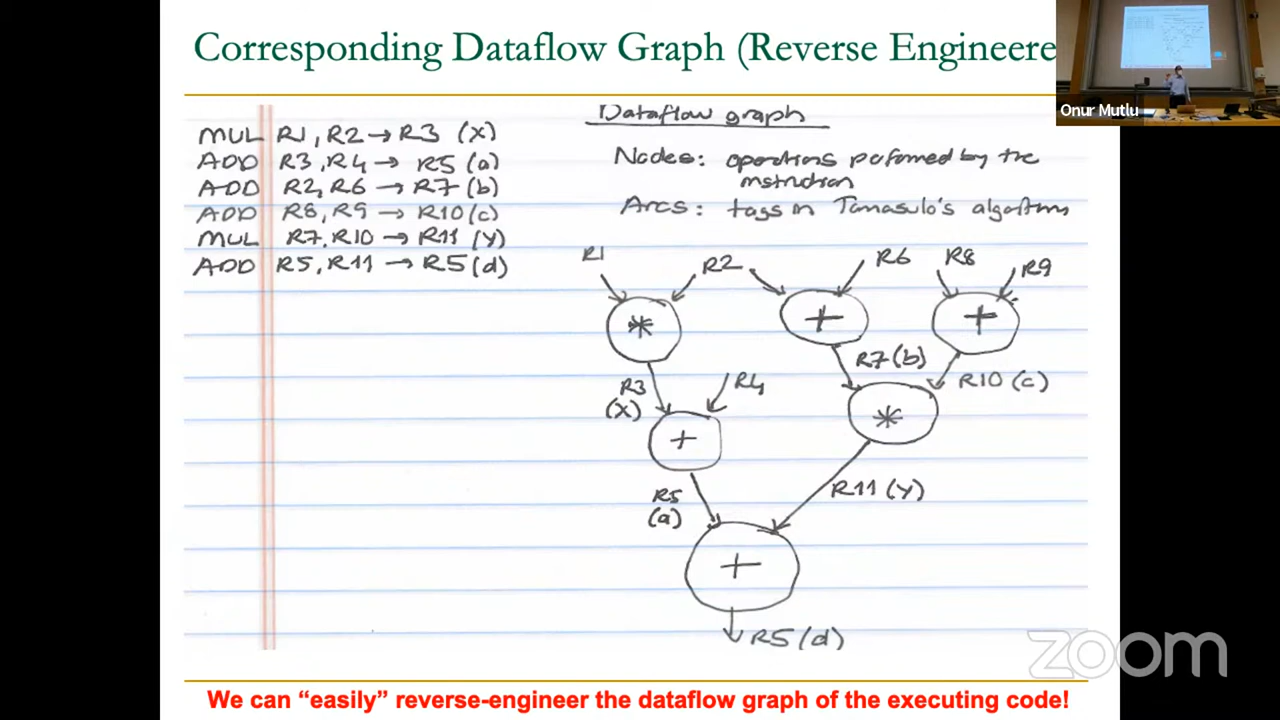 Corresponding Dataflow Graph (Reverse Engineere
Onur Mutlu
MUL R1, R2 → R3 (X)
ADD R3, R4 → R5 (a)
ADD R2, R6 → R7 (b)
ADD R8, R9 → R10 (c)
MUL R7, R10 → R11 (Y)
ADD R5, R11 → R5 (d)
Dataflow graph
Nodes: operations performed by the
instruction
Arcs: tags in Tomasulo's algorithm
R1
R2
R6
R8
R9
*
+
+
R3
(X)
R4
R7 (b)
R10 (c)
+
*
R5
(a)
R11 (Y)
+
R5 (d)
zoom
We can “easily” reverse-engineer the dataflow graph of the executing code!